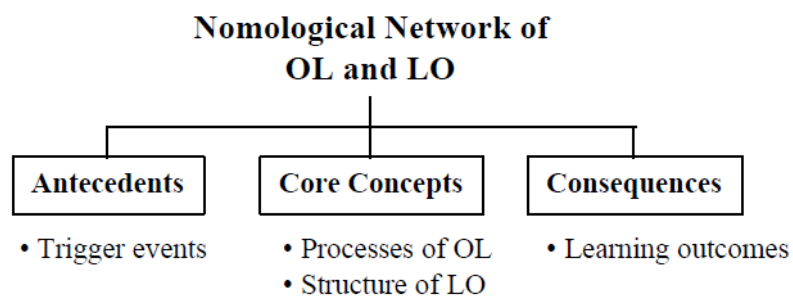 Nomological Network of
OL and LO
Antecedents
Core Concepts
Consequences
• Trigger events
• Processes of OL
• Structure of LO
• Learning outcomes